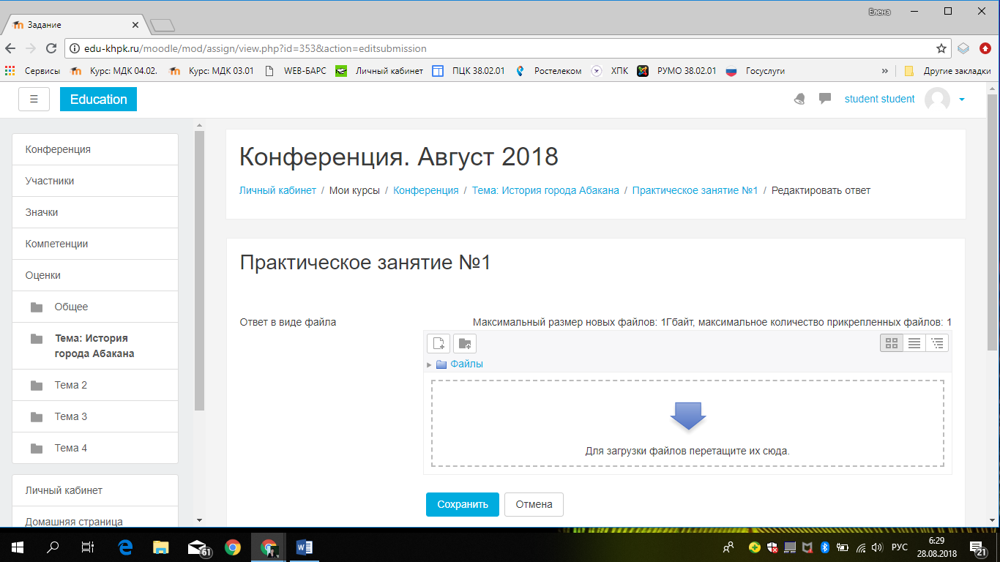 Елена
Задание
edu-khpk.ru/moodle/mod/assign/view.php?id=353&action=editsubmission
Сервисы Курс: МДК 04.02. Курс: МДК 03.01 WEB-БАРС Личный кабинет ПЦК 38.02.01 Ростелеком ХПК РУМО 38.02.01 Госуслуги » Другие закладки
Education student student
Конференция
Участники
Значки
Компетенции
Оценки
Общее
Тема: История
города Абакана
Тема 2
Тема 3
Тема 4
Личный кабинет
Домашняя страница
Конференция. Август 2018
Личный кабинет / Мои курсы / Конференция / Тема: История города Абакана / Практическое занятие №1 / Редактировать ответ
Практическое занятие №1
Ответ в виде файла
Максимальный размер новых файлов: 1Гбайт, максимальное количество прикрепленных файлов: 1
Файлы
Для загрузки файлов перетащите их сюда.
Сохранить Отмена
61
РУС
6:29
28.08.2018
21